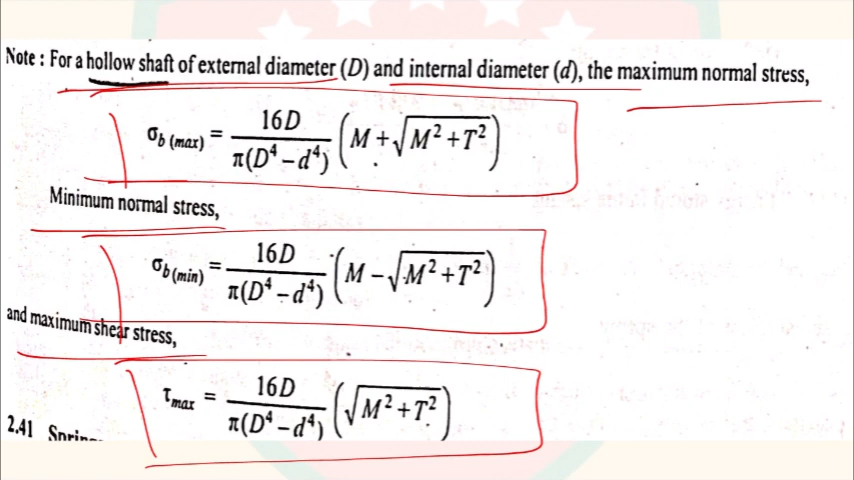 Note : For a hollow shaft of external diameter (D) and internal diameter (d), the maximum normal stress,
σb (max) = 16D / π(D⁴ – d⁴) (M + √(M² + T²))
Minimum normal stress,
σb (min) = 16D / π(D⁴ – d⁴) (M – √(M² + T²))
and maximum shear stress,
τmax = 16D / π(D⁴ – d⁴) (√(M² + T²))
2.41